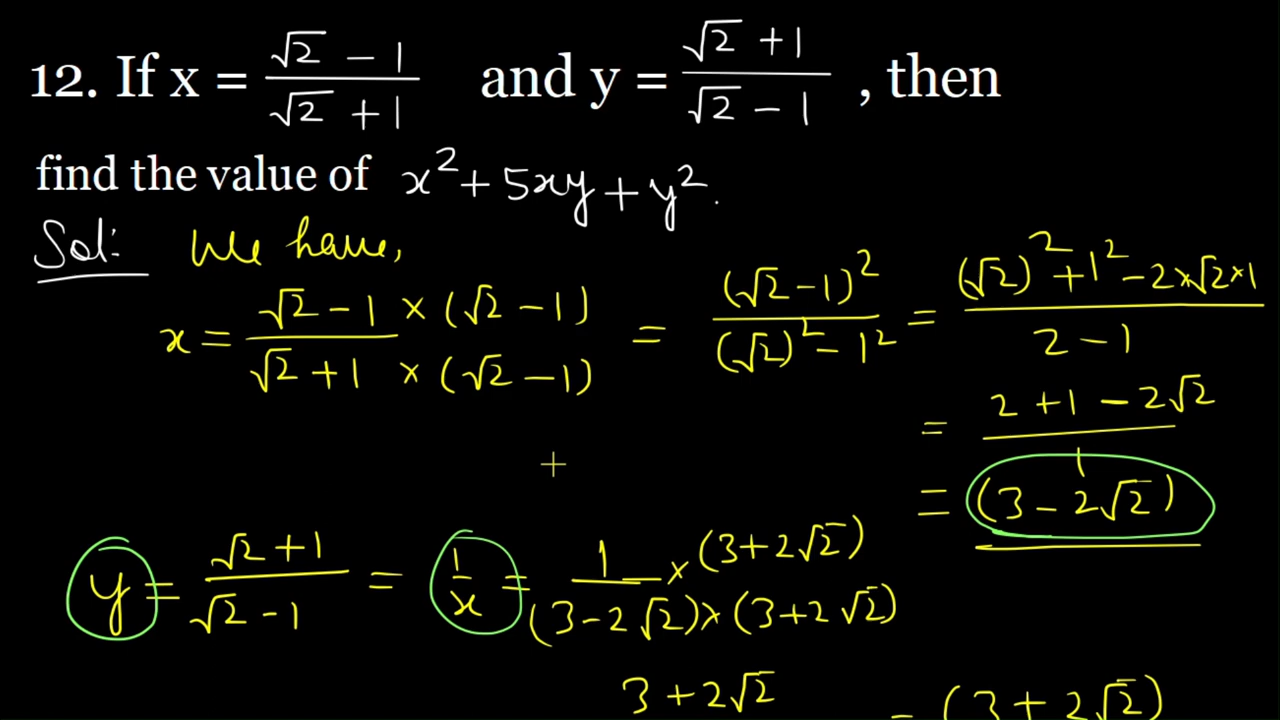 12. If x = (√2 - 1)/(√2 + 1) and y = (√2 + 1)/(√2 - 1) , then
find the value of x² + 5xy + y².
Sol: We have,
x = (√2 - 1 × (√2 - 1))/(√2 + 1 × (√2 - 1)) = (√2 - 1)²/((√2)² - 1²) = ((√2)² + 1² - 2×√2×1)/(2 - 1)
= (2 + 1 - 2√2)/1
+
= (3 - 2√2)
y = (√2 + 1)/(√2 - 1) = 1/x = (1 × (3 + 2√2))/((3 - 2√2) × (3 + 2√2))
3 + 2√2 = (3 + 2√2)